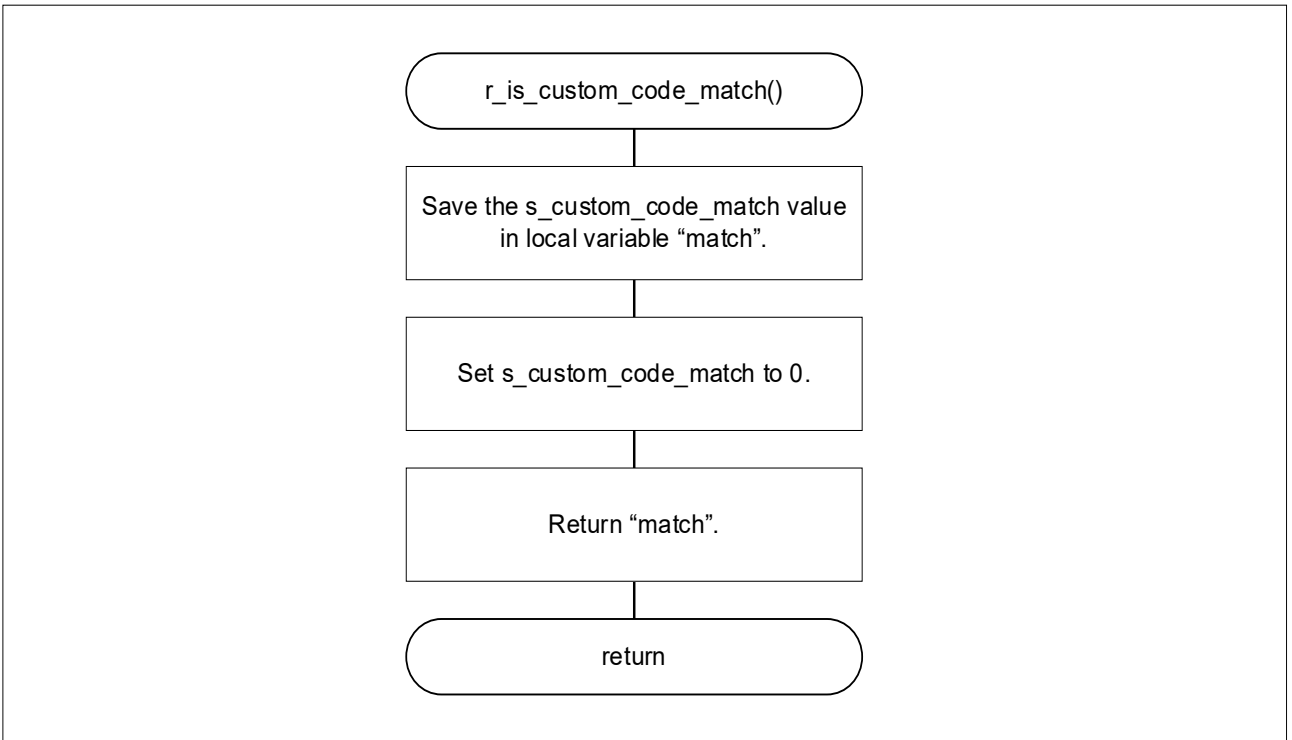 r_is_custom_code_match()
Save the s_custom_code_match value
in local variable “match”.
Set s_custom_code_match to 0.
Return “match”.
return